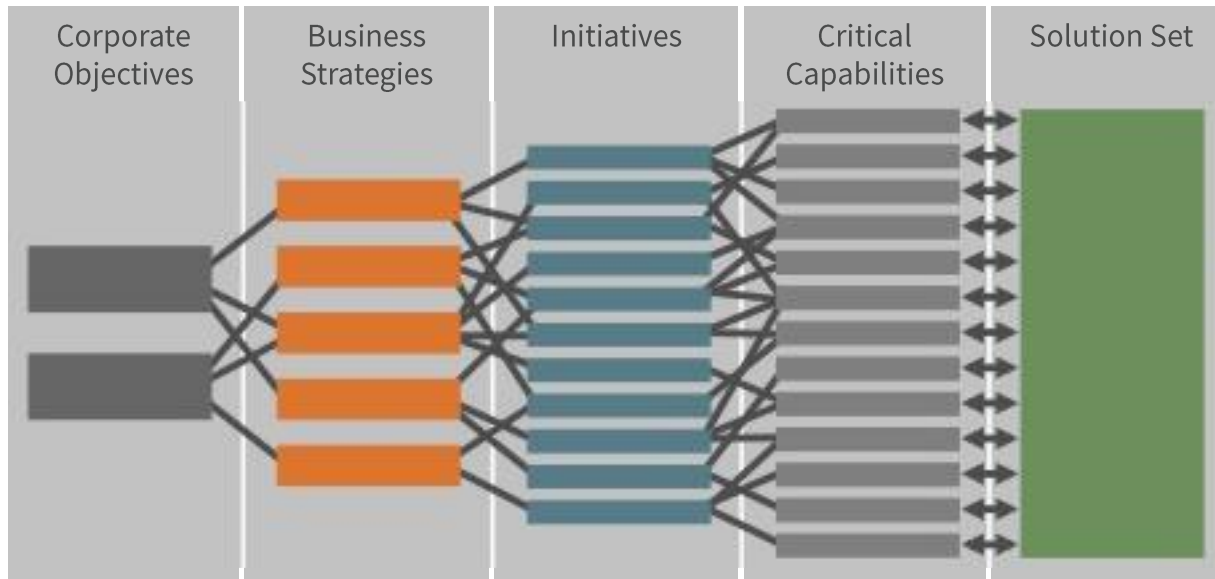 Corporate
Objectives
Business
Strategies
Initiatives
Critical
Capabilities
Solution Set